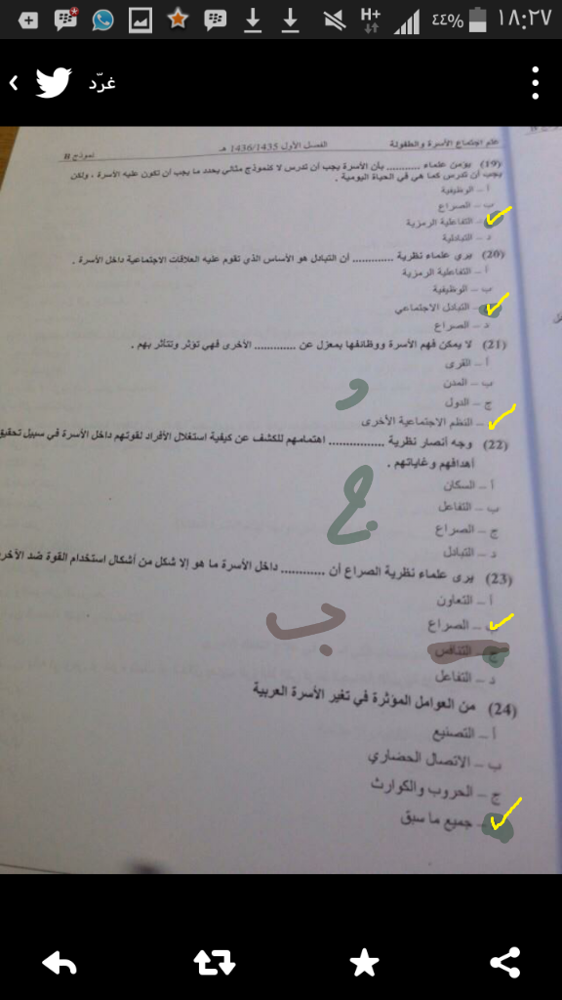 ١٨:٢٧
٤٤%
H+
غرّد
علم اجتماع الأسرة والطفولة الفصل الأول 1436/1435 هـ نموذج B
(19) يؤمن علماء .......... بأن الأسرة يجب أن تدرس لا كنموذج مثالي يحدد ما يجب أن تكون عليه الأسرة ، ولكن
يجب أن تدرس كما هي في الحياة اليومية .
أ – الوظيفية
ب – الصراع
– التفاعلية الرمزية
د – التبادلية
(20) يرى علماء نظرية ............ أن التبادل هو الأساس الذي تقوم عليه العلاقات الاجتماعية داخل الأسرة .
أ – التفاعلية الرمزية
ب – الوظيفية
– التبادل الاجتماعي
د – الصراع
(21) لا يمكن فهم الأسرة ووظائفها بمعزل عن ............ الأخرى فهي تؤثر وتتأثر بهم .
أ – القرى
ب – المدن
ج – الدول
د
– النظم الاجتماعية الأخرى
(22) وجه أنصار نظرية ................ اهتمامهم للكشف عن كيفية استغلال الأفراد لقوتهم داخل الأسرة في سبيل تحقيق
أهدافهم وغاياتهم .
أ – السكان
ب – التفاعل
ج – الصراع
ج
د – التبادل
(23) يرى علماء نظرية الصراع أن ............ داخل الأسرة ما هو إلا شكل من أشكال استخدام القوة ضد
أ – التعاون
ب – الصراع
ب
ج – التنافس
د – التفاعل
(24) من العوامل المؤثرة في تغير الأسرة العربية
أ – التصنيع
ب – الاتصال الحضاري
ج – الحروب والكوارث
– جميع ما سبق